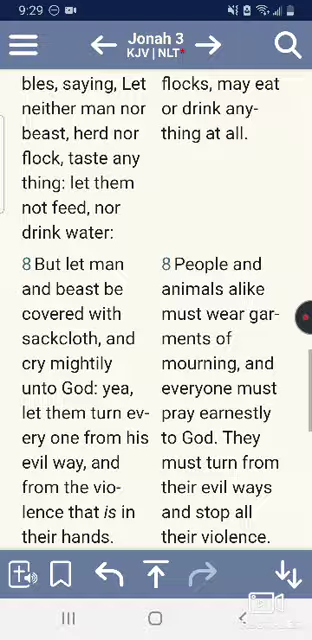 9:29
Jonah 3
KJV | NLT*
bles, saying, Let
neither man nor
beast, herd nor
flock, taste any
thing: let them
not feed, nor
drink water:
8 But let man
and beast be
covered with
sackcloth, and
cry mightily
unto God: yea,
let them turn ev-
ery one from his
evil way, and
from the vio-
lence that is in
their hands.
flocks, may eat
or drink any-
thing at all.
8 People and
animals alike
must wear gar-
ments of
mourning, and
everyone must
pray earnestly
to God. They
must turn from
their evil ways
and stop all
their violence.